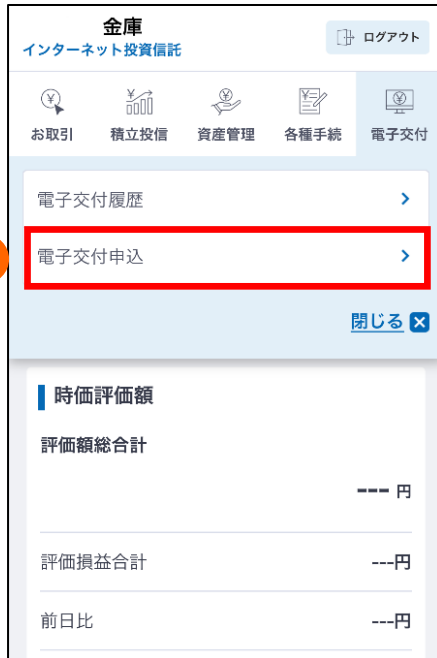 金庫
インターネット投資信託
ログアウト
お取引 積立投信 資産管理 各種手続 電子交付
電子交付履歴
電子交付申込
閉じる
時価評価額
評価額総合計
--- 円
評価損益合計 ---円
前日比 ---円